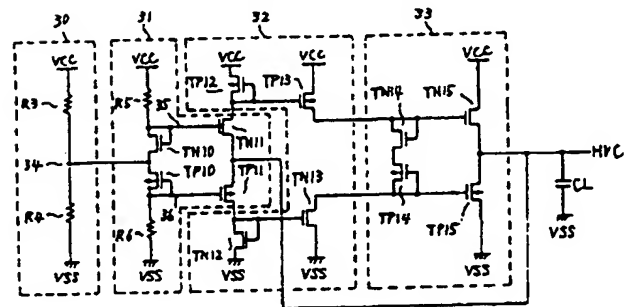 30
31
32
33
VCC
VCC
VCC
VCC
VCC
TP12
TP13
R3
R5
35
TN14
TN15
TN11
34
TN10
TP10
TP11
TN13
HVC
CL
R4
R6
36
TP14
TP15
VSS
TN12
VSS
VSS
VSS
VSS
VSS